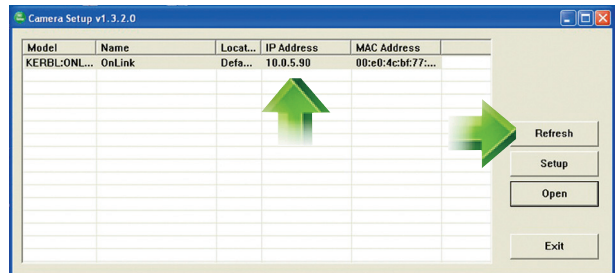 Camera Setup v1.3.2.0
Model Name Locat... IP Address MAC Address
KERBL:ONL... OnLink Defa... 10.0.5.90 00:e0:4c:bf:77:...
Refresh
Setup
Open
Exit